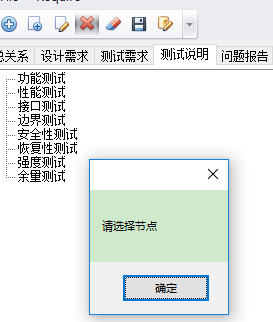 总关系 设计需求 测试需求 测试说明 问题报告
功能测试
性能测试
接口测试
边界测试
安全性测试
恢复性测试
强度测试
余量测试
请选择节点
确定